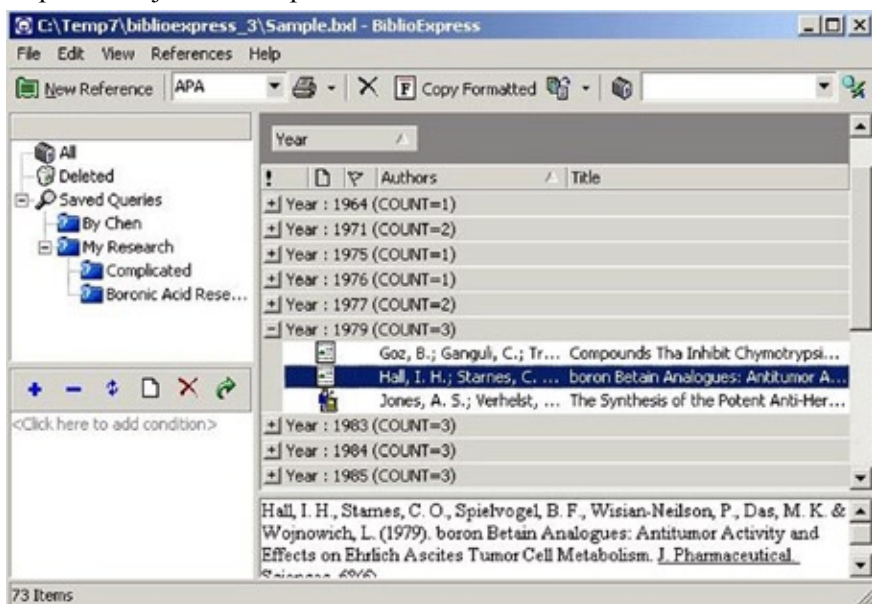 C:\Temp7\biblioexpress_3\Sample.bxl - BiblioExpress
File Edit View References Help
New Reference APA Copy Formatted
All
Deleted
Saved Queries
By Chen
My Research
Complicated
Boronic Acid Rese...
<Click here to add condition>
Year
! Authors Title
Year : 1964 (COUNT=1)
Year : 1971 (COUNT=2)
Year : 1975 (COUNT=1)
Year : 1976 (COUNT=1)
Year : 1977 (COUNT=2)
Year : 1979 (COUNT=3)
Goz, B.; Ganguli, C.; Tr... Compounds Tha Inhibit Chymotrypsi...
Hall, I. H.; Starnes, C. ... boron Betain Analogues: Antitumor A...
Jones, A. S.; Verhelst, ... The Synthesis of the Potent Anti-Her...
Year : 1983 (COUNT=3)
Year : 1984 (COUNT=3)
Year : 1985 (COUNT=3)
Hall, I. H., Starnes, C. O., Spielvogel, B. F., Wisian-Neilson, P., Das, M. K. &
Wojnowich, L. (1979). boron Betain Analogues: Antitumor Activity and
Effects on Ehrlich Ascites Tumor Cell Metabolism. J. Pharmaceutical
73 Items